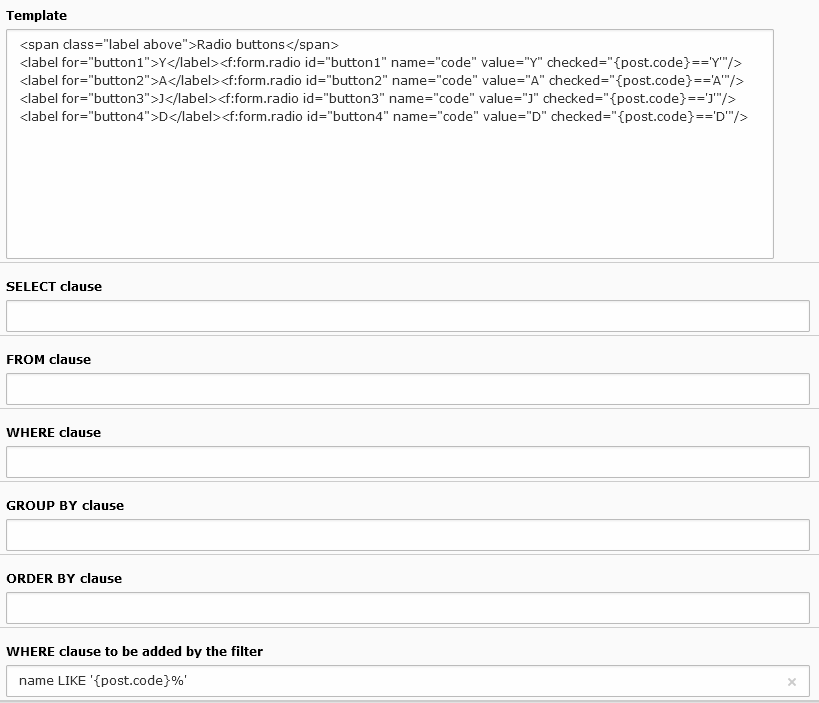 Template
<span class="label above">Radio buttons</span>
<label for="button1">Y</label><f:form.radio id="button1" name="code" value="Y" checked="{post.code}=='Y'"/>
<label for="button2">A</label><f:form.radio id="button2" name="code" value="A" checked="{post.code}=='A'"/>
<label for="button3">J</label><f:form.radio id="button3" name="code" value="J" checked="{post.code}=='J'"/>
<label for="button4">D</label><f:form.radio id="button4" name="code" value="D" checked="{post.code}=='D'"/>
SELECT clause
FROM clause
WHERE clause
GROUP BY clause
ORDER BY clause
WHERE clause to be added by the filter
name LIKE '{post.code}%'